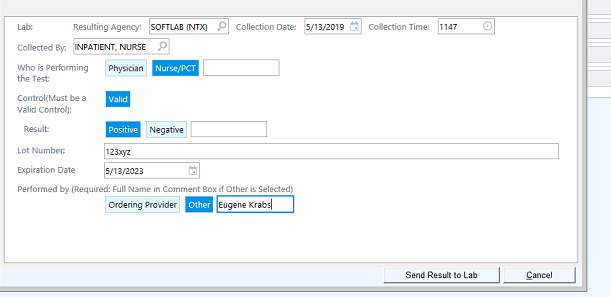 Lab: Resulting Agency: SOFTLAB (NTX) Collection Date: 5/13/2019 Collection Time: 1147
Collected By: INPATIENT, NURSE
Who is Performing the Test: Physician Nurse/PCT
Control(Must be a Valid Control): Valid
Result: Positive Negative
Lot Number: 123xyz
Expiration Date 5/13/2023
Performed by (Required: Full Name in Comment Box if Other is Selected)
Ordering Provider Other Eugene Krabs
Send Result to Lab Cancel